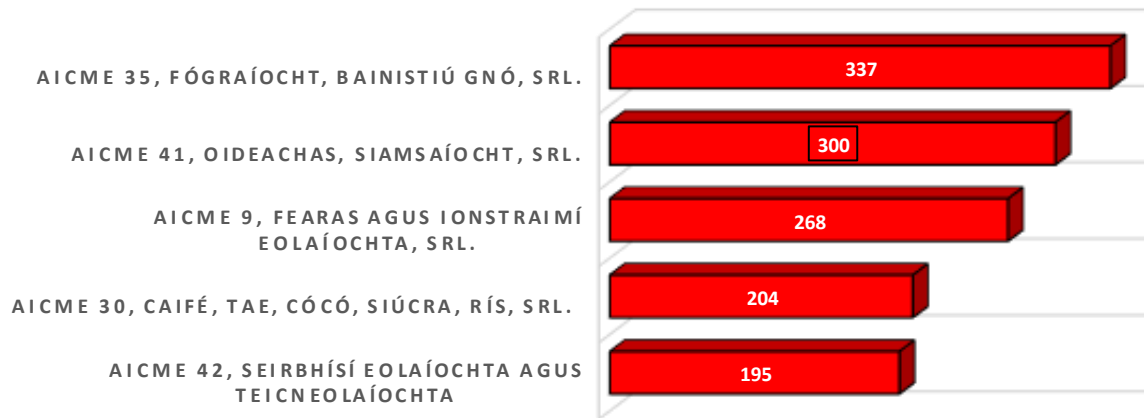 AICME 35, FÓGRAÍOCHT, BAINISTIÚ GNÓ, SRL.
337
AICME 41, OIDEACHAS, SIAMSAÍOCHT, SRL.
300
AICME 9, FEARAS AGUS IONSTRAIMÍ
EOLAÍOCHTA, SRL.
268
AICME 30, CAIFÉ, TAE, CÓCÓ, SIÚCRA, RÍS, SRL.
204
AICME 42, SEIRBHÍSÍ EOLAÍOCHTA AGUS
TEICNEOLAÍOCHTA
195